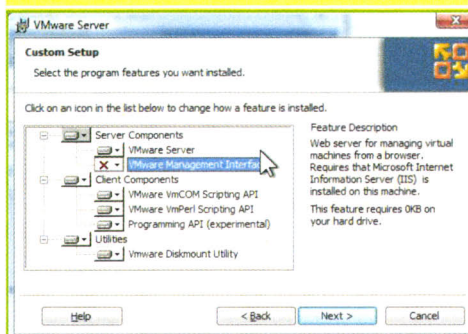 VMware Server
Custom Setup
Select the program features you want installed.
Click on an icon in the list below to change how a feature is installed.
Server Components
VMware Server
VMware Management Interface
Client Components
VMware VmCOM Scripting API
VMware VmPerl Scripting API
Programming API (experimental)
Utilities
Vmware Diskmount Utility
Feature Description
Web server for managing virtual
machines from a browser.
Requires that Microsoft Internet
Information Server (IIS) is
installed on this machine.
This feature requires 0KB on
your hard drive.
Help
< Back
Next >
Cancel